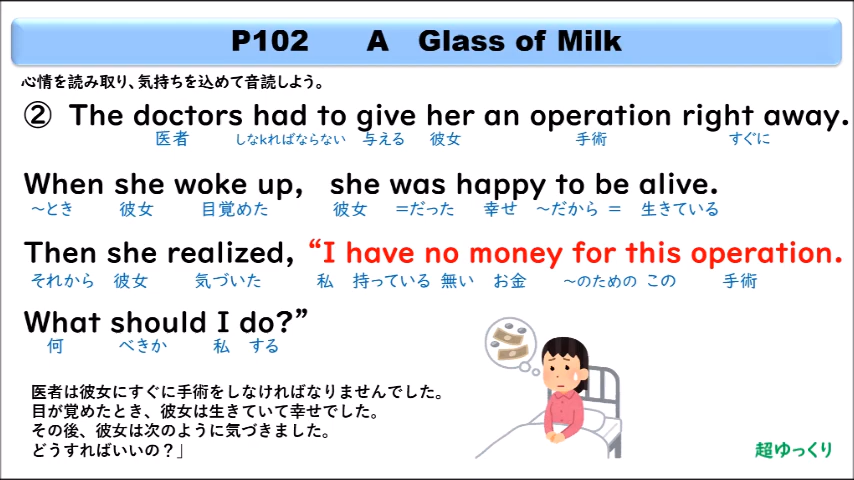 P102 A Glass of Milk
心情を読み取り、気持ちを込めて音読しよう。
② The doctors had to give her an operation right away.
医者 しなkればならない 与える 彼女 手術 すぐに
When she woke up, she was happy to be alive.
～とき 彼女 目覚めた 彼女 ＝だった 幸せ ～だから ＝ 生きている
Then she realized, “I have no money for this operation.
それから 彼女 気づいた 私 持っている 無い お金 ～のための この 手術
What should I do?”
何 べきか 私 する
医者は彼女にすぐに手術をしなければなりませんでした。
目が覚めたとき、彼女は生きていて幸せでした。
その後、彼女は次のように気づきました。
どうすればいいの？」
超ゆっくり